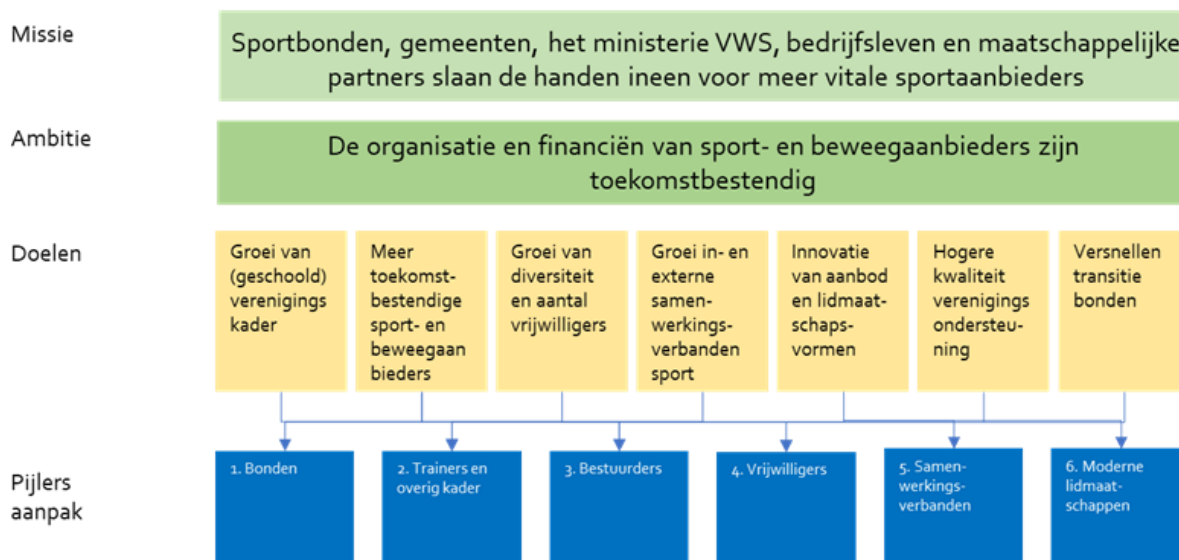 Missie
Sportbonden, gemeenten, het ministerie VWS, bedrijfsleven en maatschappelijke
partners slaan de handen ineen voor meer vitale sportaanbieders
Ambitie
De organisatie en financiën van sport- en beweegaanbieders zijn
toekomstbestendig
Doelen
Groei van
(geschoold)
verenigings
kader
Meer
toekomst-
bestendige
sport- en
beweegaan
bieders
Groei van
diversiteit
en aantal
vrijwilligers
Groei in- en
externe
samen-
werkings-
verbanden
sport
Innovatie
van aanbod
en lidmaat-
schaps-
vormen
Hogere
kwaliteit
verenigings
ondersteu-
ning
Versnellen
transitie
bonden
Pijlers
aanpak
1. Bonden
2. Trainers en
overig kader
3. Bestuurders
4. Vrijwilligers
5. Samen-
werkings-
verbanden
6. Moderne
lidmaat-
schappen